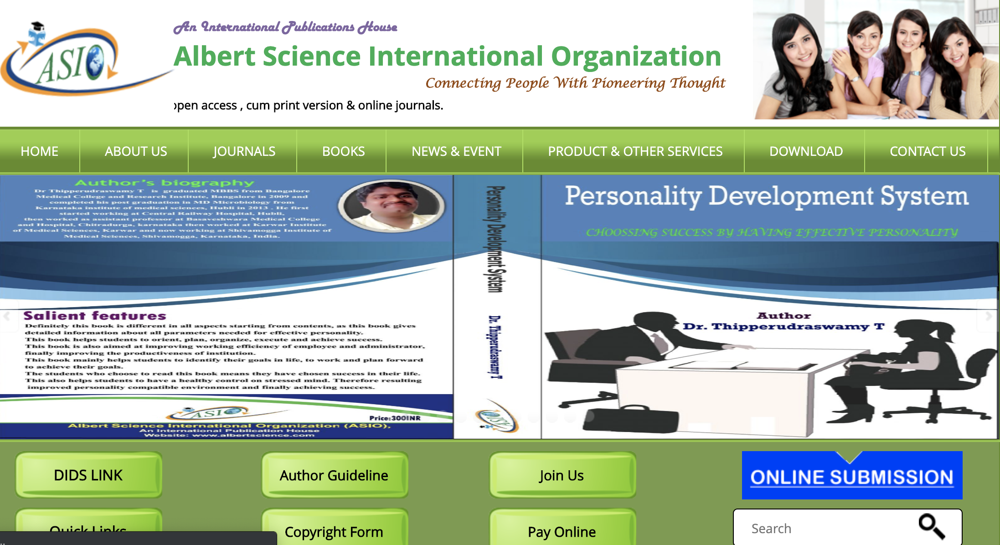 An International Publications House
ASIO
Albert Science International Organization
Connecting People With Pioneering Thought
open access , cum print version & online journals.
HOME
ABOUT US
JOURNALS
BOOKS
NEWS & EVENT
PRODUCT & OTHER SERVICES
DOWNLOAD
CONTACT US
Author's biography
Dr Thipperudraswamy T is graduated MBBS from Bangalore
Medical College and Research Institute, Bangalore in 2009 and
completed his post graduation in MD Microbiology from
Karnataka institute of medical sciences, Hubli in 2013 . He first
started working at Central Railway Hospital, Hubli,
then worked as assistant professor at Basaveshwara Medical College
and Hospital, Chitradurga, karnataka then worked at Karwar Institute
of Medical Sciences, Karwar and now working at Shivamogga Institute of
Medical Sciences, Shivamogga, Karnataka, India.
Salient features
Definitely this book is different in all aspects starting from contents, as this book gives
detailed information about all parameters needed for effective personality.
This book helps students to orient, plan, organize, execute and achieve success.
This book is also aimed at improving working efficiency of employee and administrator,
finally improving the productiveness of institution.
This book mainly helps students to identify their goals in life, to work and plan forward
to achieve their goals.
The students who choose to read this book means they have chosen success in their life.
This also helps students to have a healthy control on stressed mind. Therefore resulting
improved personality compatible environment and finally achieving success.
ASIO
Price:300INR
Albert Science International Organization (ASIO),
An International Publication House
Website: www.albertscience.com
Personality Development System
Dr. Thipperudraswamy T
ASIO
Personality Development System
CHOOSSING SUCCESS BY HAVING EFFECTIVE PERSONALITY
Author
Dr. Thipperudraswamy T
DIDS LINK
Author Guideline
Join Us
ONLINE SUBMISSION
Quick Links
Copyright Form
Pay Online
Search